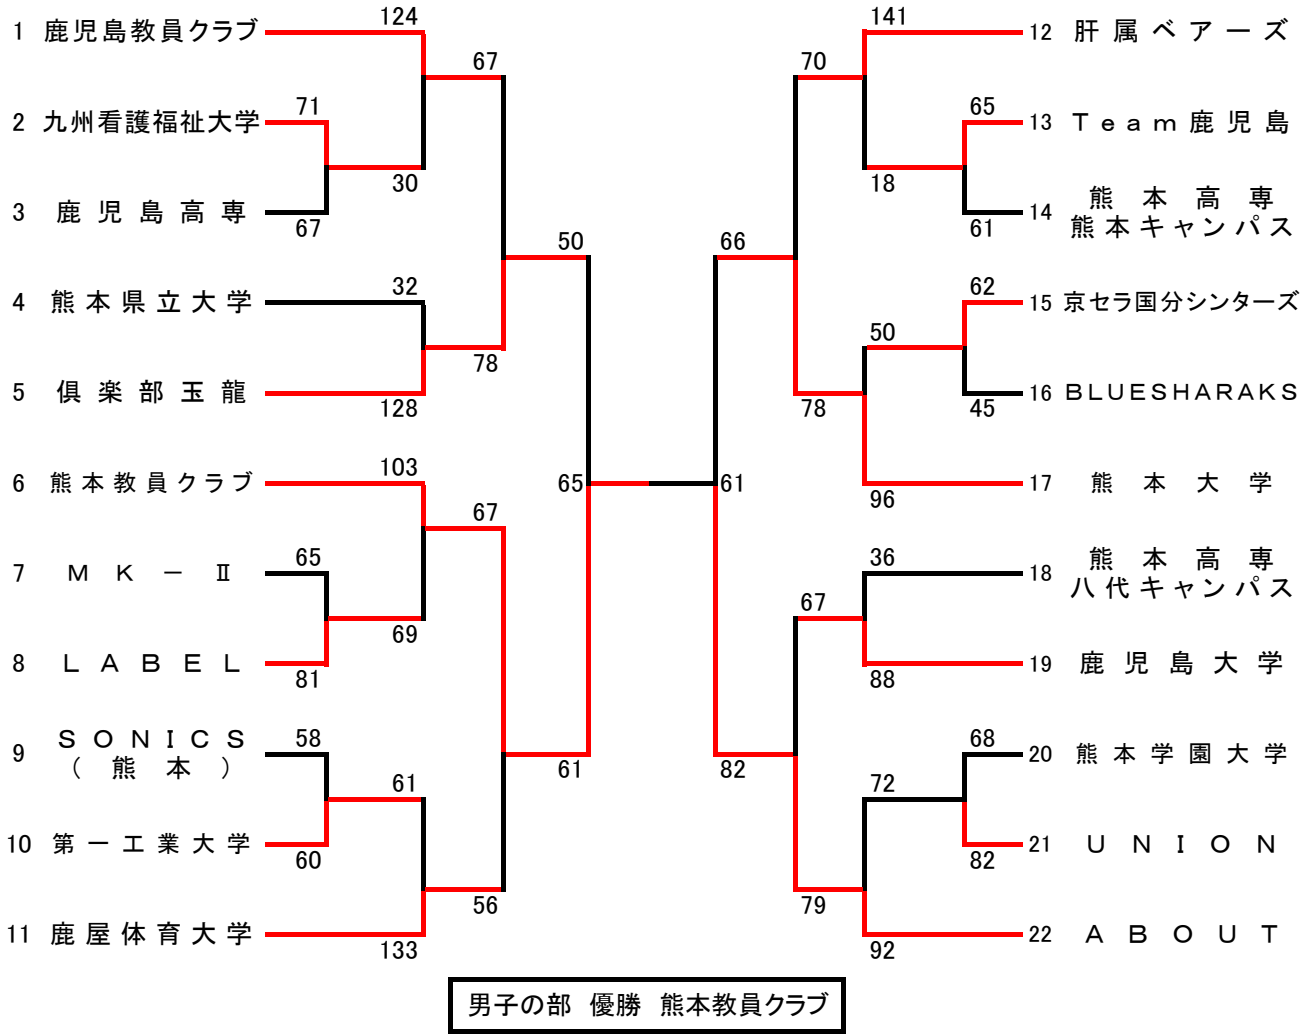 124
1 鹿児島教員クラブ
67
71
2 九州看護福祉大学
30
3 鹿児島高専
67
50
32
4 熊本県立大学
78
5 倶楽部玉龍
128
103
6 熊本教員クラブ
65
67
65
7 MK-Ⅱ
69
8 LABEL
81
58
9 SONICS
(熊本)
61
61
10 第一工業大学
60
56
11 鹿屋体育大学
133
141
12 肝属ベアーズ
70
65
13 Team鹿児島
18
14 熊本高専
熊本キャンパス
61
66
62
15 京セラ国分シンターズ
50
78
16 BLUESHARAKS
45
61
17 熊本大学
96
36
18 熊本高専
八代キャンパス
67
19 鹿児島大学
88
68
20 熊本学園大学
82
72
21 UNION
82
79
22 ABOUT
92
男子の部 優勝 熊本教員クラブ